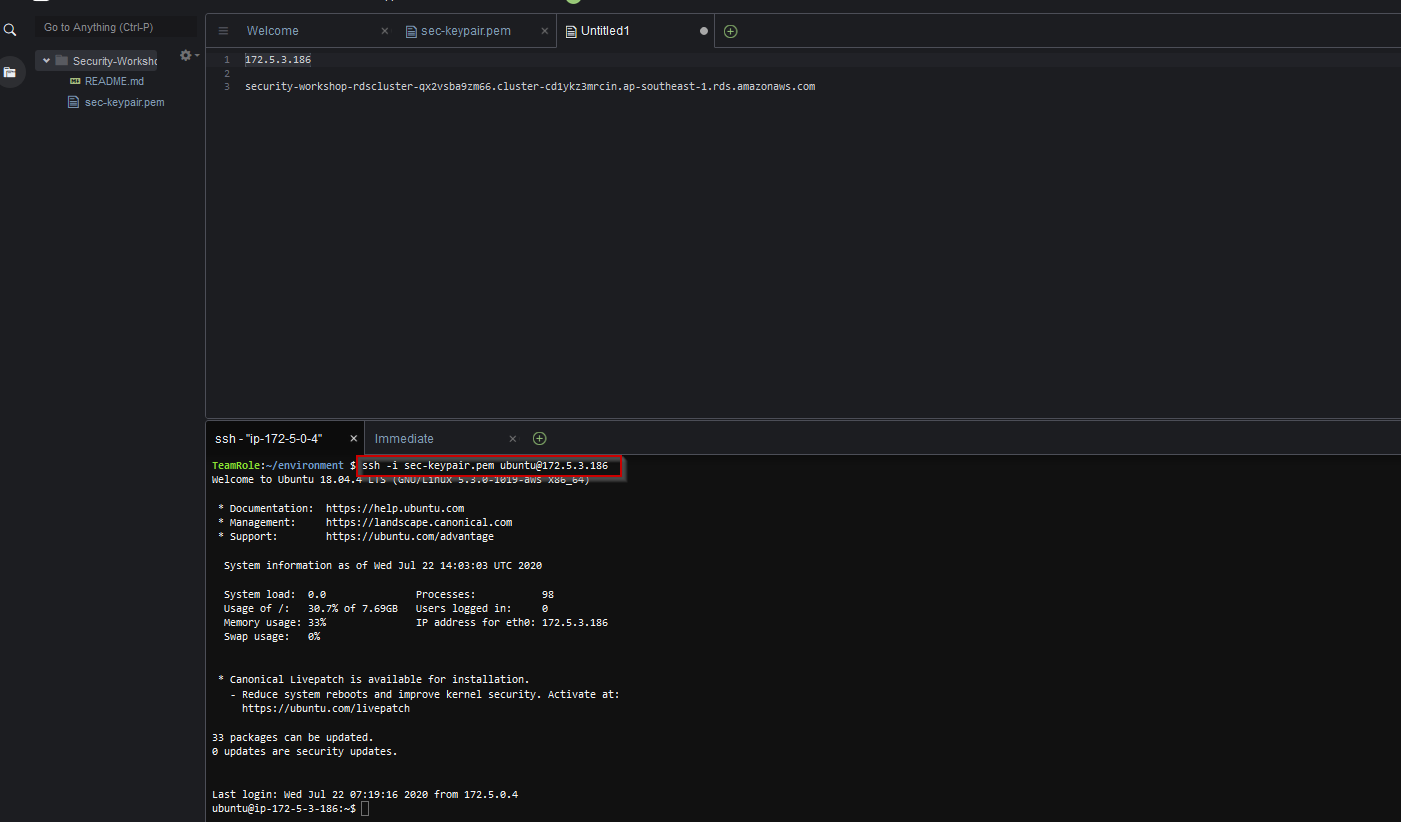 Go to Anything (Ctrl-P)
Security-Worksho
README.md
sec-keypair.pem
Welcome
sec-keypair.pem
Untitled1
1 172.5.3.186
2
3 security-workshop-rdscluster-qx2vsba9zm66.cluster-cd1ykz3mrcin.ap-southeast-1.rds.amazonaws.com
ssh - "ip-172-5-0-4"
Immediate
TeamRole:~/environment $ ssh -i sec-keypair.pem ubuntu@172.5.3.186
Welcome to Ubuntu 18.04.4 LTS (GNU/Linux 5.3.0-1019-aws x86_64)
* Documentation: https://help.ubuntu.com
* Management: https://landscape.canonical.com
* Support: https://ubuntu.com/advantage
System information as of Wed Jul 22 14:03:03 UTC 2020
System load: 0.0 Processes: 98
Usage of /: 30.7% of 7.69GB Users logged in: 0
Memory usage: 33% IP address for eth0: 172.5.3.186
Swap usage: 0%
* Canonical Livepatch is available for installation.
- Reduce system reboots and improve kernel security. Activate at:
https://ubuntu.com/livepatch
33 packages can be updated.
0 updates are security updates.
Last login: Wed Jul 22 07:19:16 2020 from 172.5.0.4
ubuntu@ip-172-5-3-186:~$